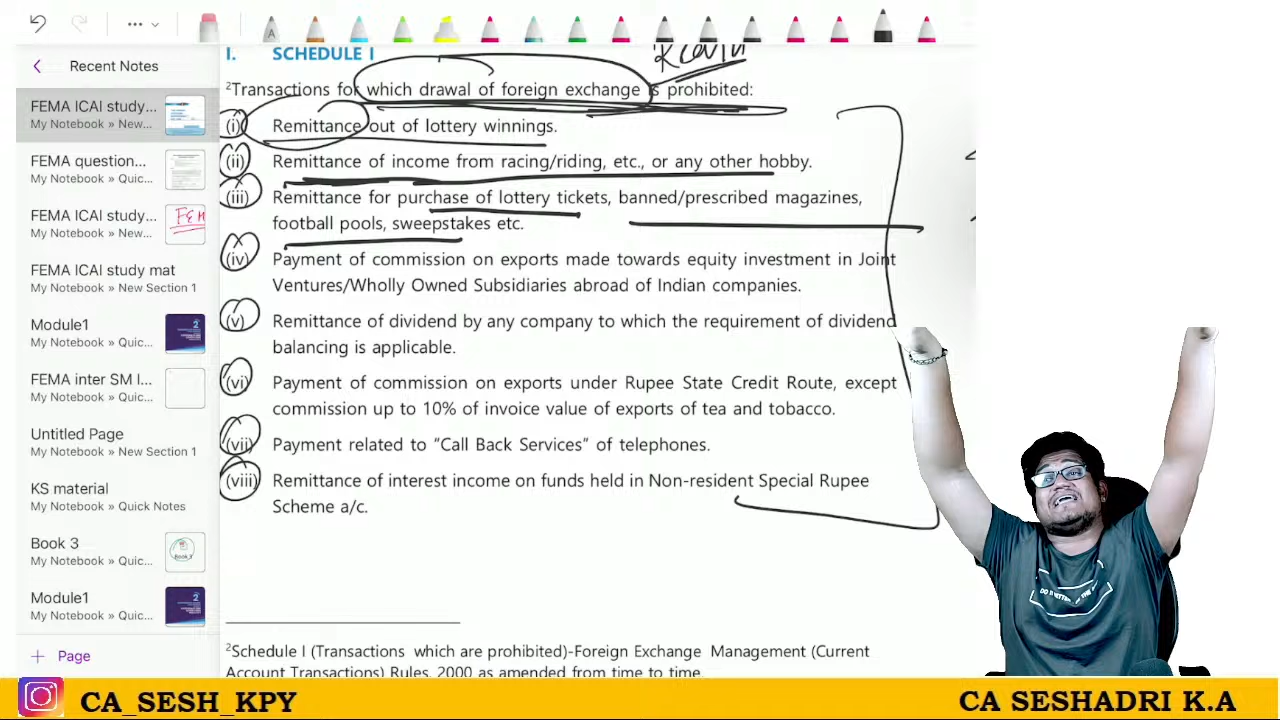 Recent Notes
FEMA ICAI study...
My Notebook » New...
FEMA question...
My Notebook » Quic...
FEMA ICAI study...
My Notebook » New...
FEMA ICAI study mat
My Notebook » New Section 1
Module1
My Notebook » Quic...
FEMA inter SM I...
My Notebook » Quic...
Untitled Page
My Notebook » New Section 1
KS material
My Notebook » Quick Notes
Book 3
My Notebook » Quic...
Module1
My Notebook » Quic...
+ Page
I. SCHEDULE I
²Transactions for which drawal of foreign exchange is prohibited:
(i) Remittance out of lottery winnings.
(ii) Remittance of income from racing/riding, etc., or any other hobby.
(iii) Remittance for purchase of lottery tickets, banned/prescribed magazines,
football pools, sweepstakes etc.
(iv) Payment of commission on exports made towards equity investment in Joint
Ventures/Wholly Owned Subsidiaries abroad of Indian companies.
(v) Remittance of dividend by any company to which the requirement of dividend
balancing is applicable.
(vi) Payment of commission on exports under Rupee State Credit Route, except
commission up to 10% of invoice value of exports of tea and tobacco.
(vii) Payment related to “Call Back Services” of telephones.
(viii) Remittance of interest income on funds held in Non-resident Special Rupee
Scheme a/c.
²Schedule I (Transactions which are prohibited)-Foreign Exchange Management (Current
Account Transactions) Rules, 2000 as amended from time to time.
CA_SESH_KPY
CA SESHADRI K.A